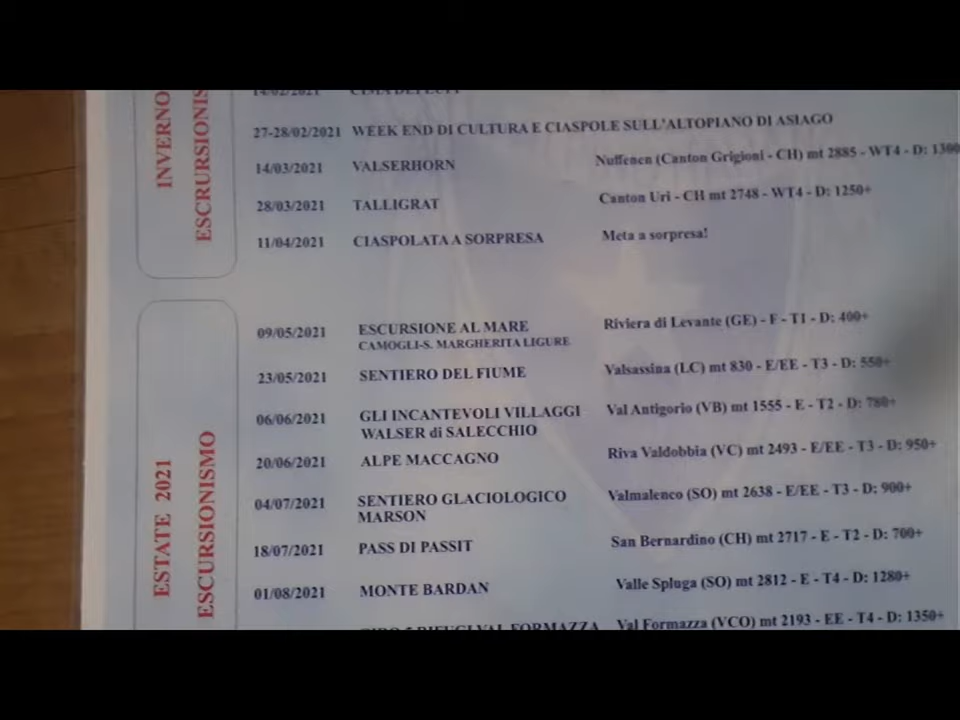 INVERNO
ESCRURSIONIS
27-28/02/2021 WEEK END DI CULTURA E CIASPOLE SULL'ALTOPIANO DI ASIAGO
14/03/2021 VALSERHORN Nuffenen (Canton Grigioni - CH) mt 2885 - WT4 - D: 1300
28/03/2021 TALLIGRAT Canton Uri - CH mt 2748 - WT4 - D: 1250+
11/04/2021 CIASPOLATA A SORPRESA Meta a sorpresa!
ESTATE 2021
ESCURSIONISMO
09/05/2021 ESCURSIONE AL MARE Riviera di Levante (GE) - E - T1 - D: 400+
CAMOGLI-S. MARGHERITA LIGURE
23/05/2021 SENTIERO DEL FIUME Valsassina (LC) mt 830 - E/EE - T3 - D: 550+
06/06/2021 GLI INCANTEVOLI VILLAGGI Val Antigorio (VB) mt 1555 - E - T2 - D: 780+
WALSER di SALECCHIO
20/06/2021 ALPE MACCAGNO Riva Valdobbia (VC) mt 2493 - E/EE - T3 - D: 950+
04/07/2021 SENTIERO GLACIOLOGICO Valmalenco (SO) mt 2638 - E/EE - T3 - D: 900+
MARSON
18/07/2021 PASS DI PASSIT San Bernardino (CH) mt 2717 - E - T2 - D: 700+
01/08/2021 MONTE BARDAN Valle Spluga (SO) mt 2812 - E - T4 - D: 1280+
GIRO 5 RIFUGI VAL FORMAZZA Val Formazza (VCO) mt 2193 - EE - T4 - D: 1350+